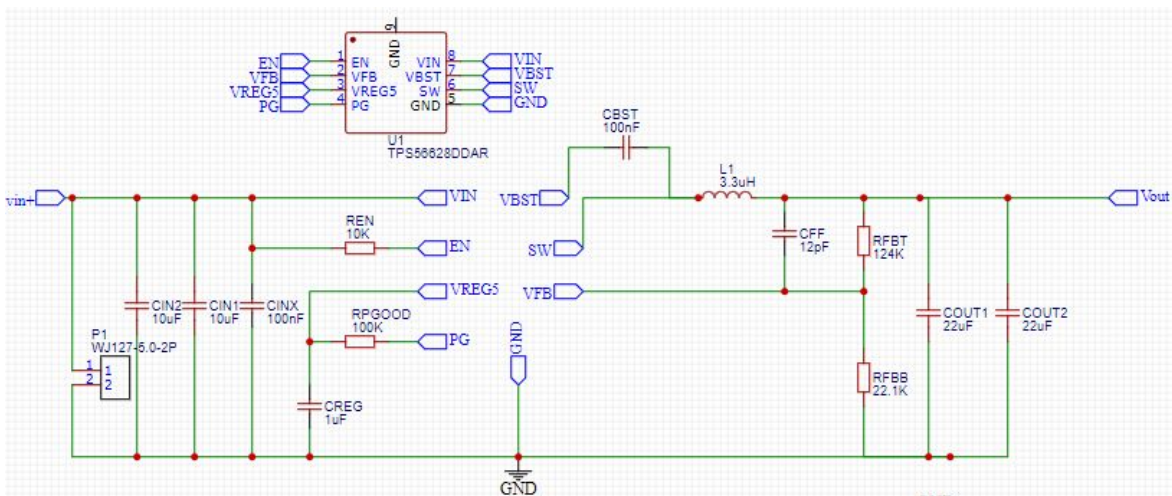 9
GND
EN 1 EN VIN 8 VIN
VFB 2 VFB VBST 7 VBST
VREG5 3 VREG5 SW 6 SW
PG 4 PG GND 5 GND
U1
TPS56628DDAR
CBST
100nF
L1
3.3uH
vin+
VIN
VBST
Vout
REN
10K
EN
SW
CFF
12pF
RFBT
124K
VREG5
VFB
CIN2
10uF
CIN1
10uF
CINX
100nF
COUT1
22uF
COUT2
22uF
RPGOOD
100K
PG
GND
P1
WJ127-5.0-2P
1 1
2 2
RFBB
22.1K
CREG
1uF
GND